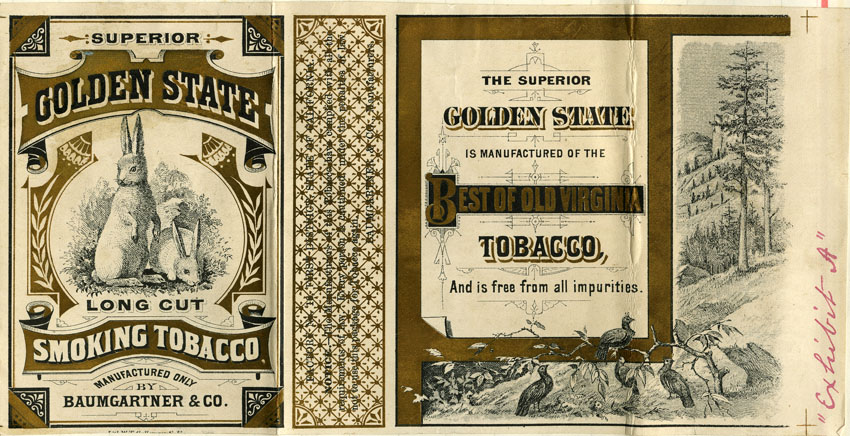 SUPERIOR
GOLDEN STATE
LONG CUT
SMOKING TOBACCO,
MANUFACTURED ONLY
BY
BAUMGARTNER & CO.
THE SUPERIOR
GOLDEN STATE
IS MANUFACTURED OF THE
BEST OF OLD VIRGINIA
TOBACCO,
And is free from all impurities.
"Exhibit A"